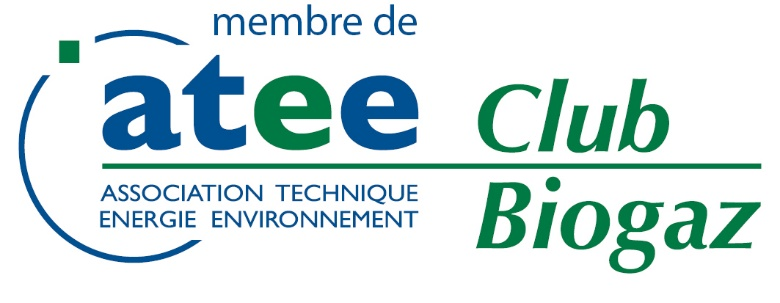 membre de
atee
ASSOCIATION TECHNIQUE
ENERGIE ENVIRONNEMENT
Club
Biogaz